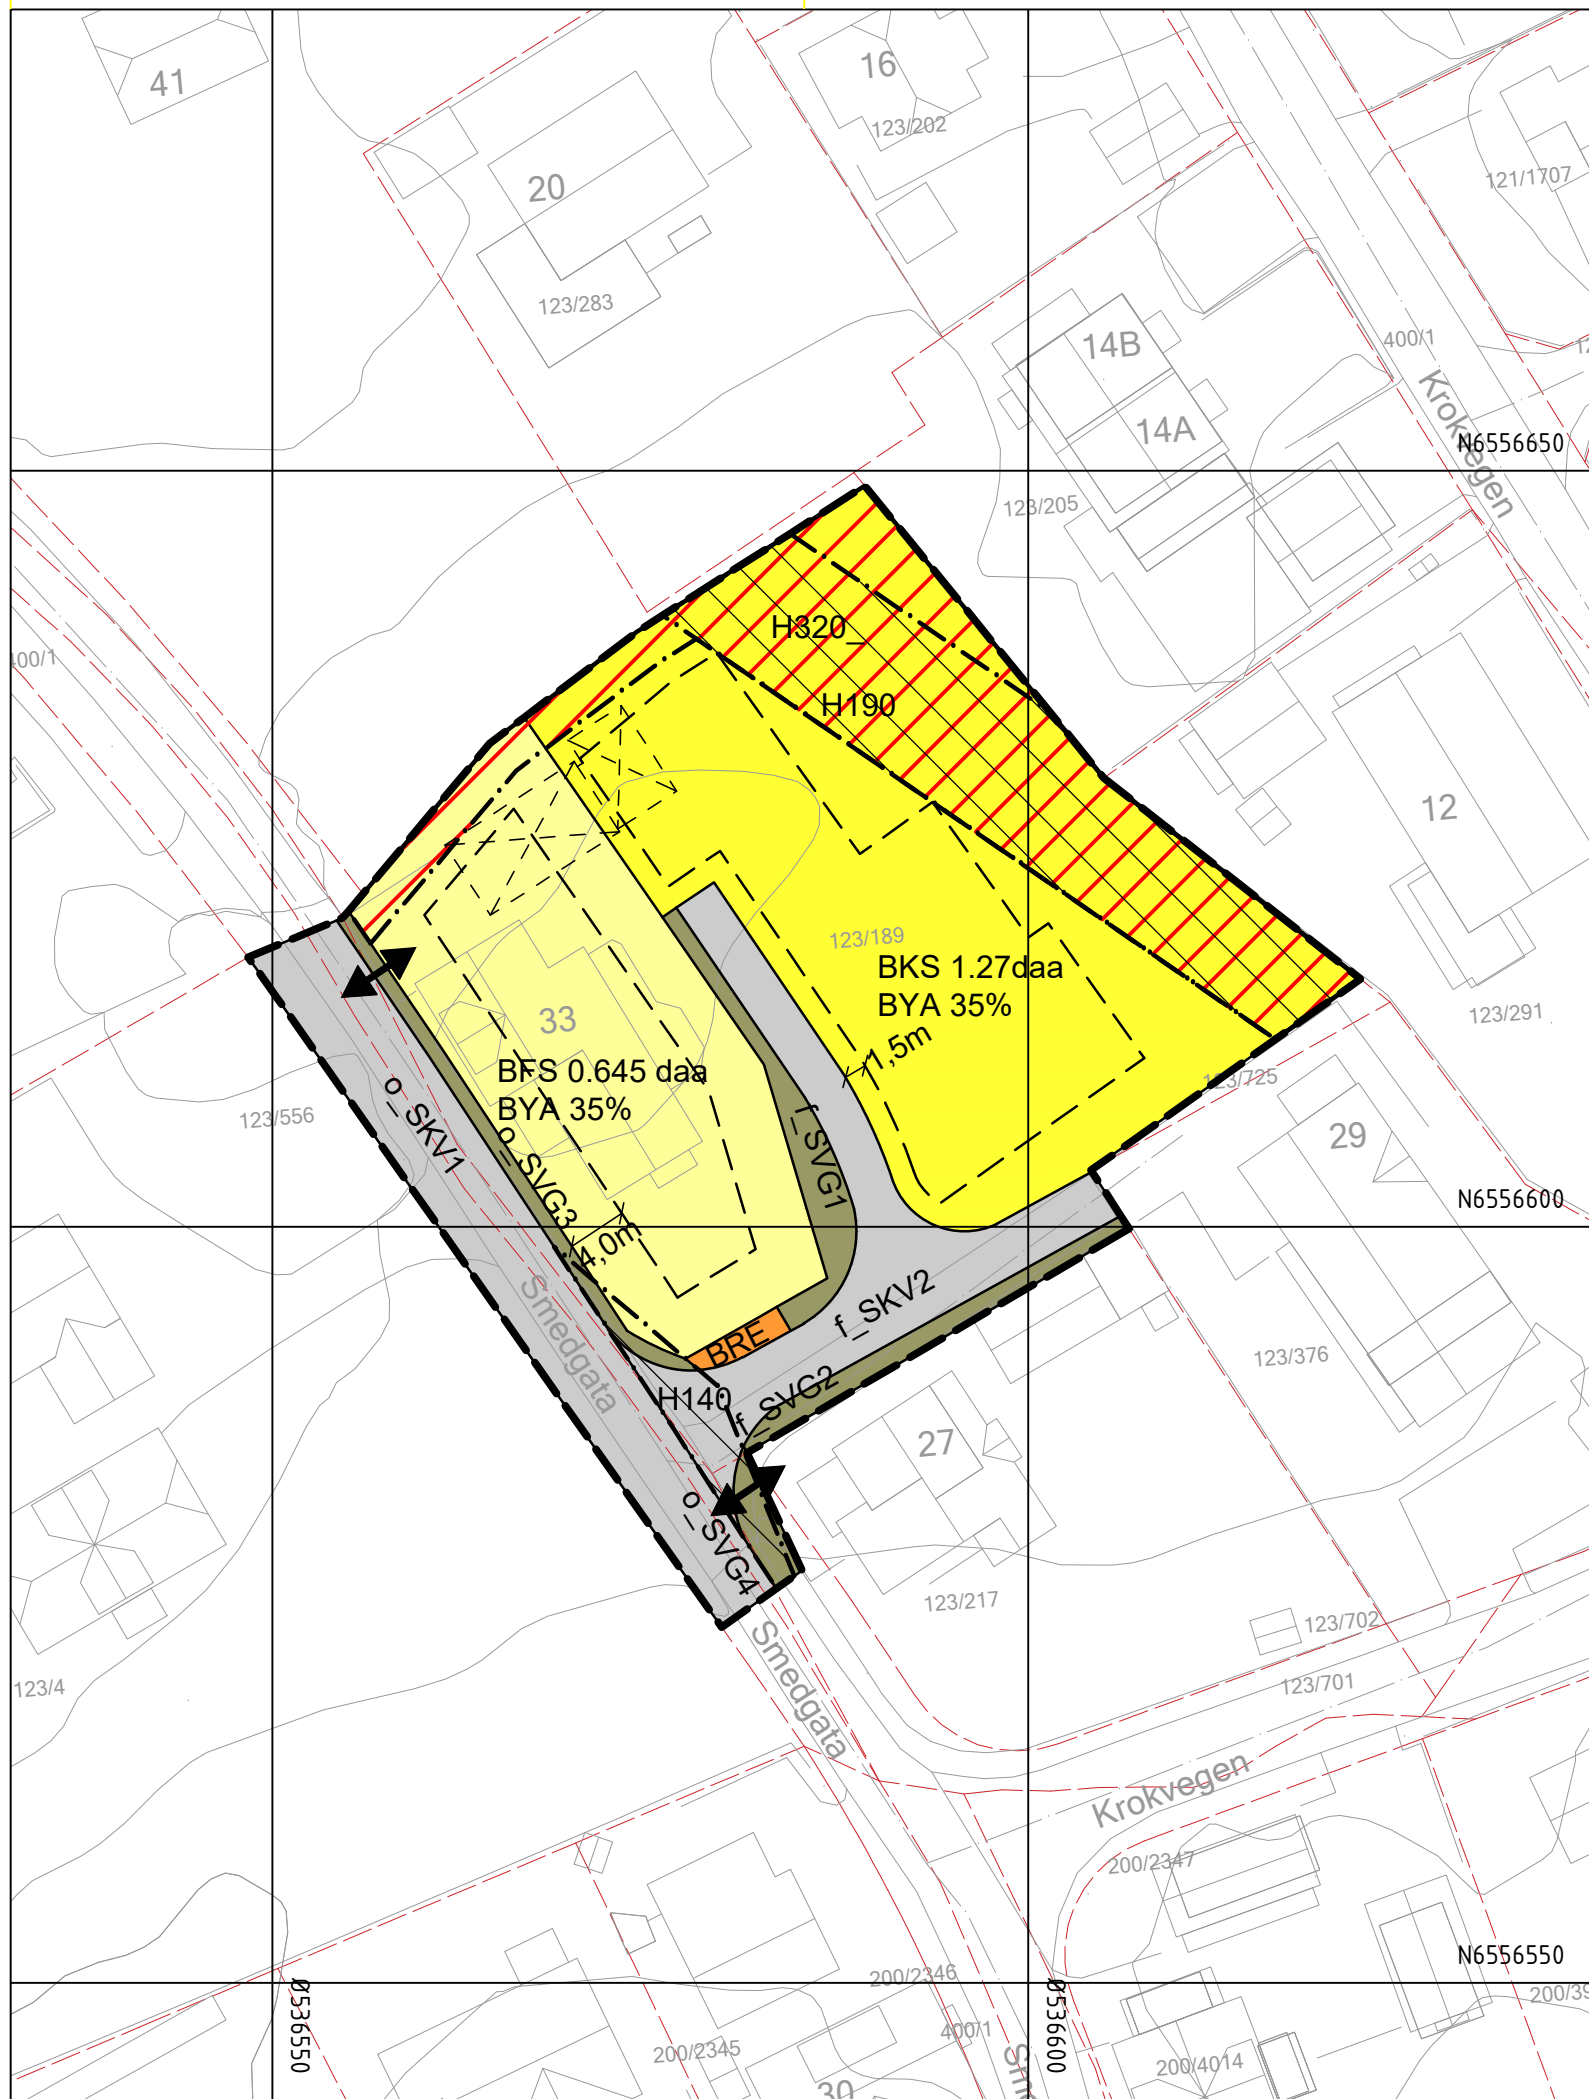 41
16
123/202
20
121/1707
123/283
14B
400/1
14A
Krokvegen
N6556650
123/205
H320_
400/1
H190
12
123/189
BKS 1.27daa
BYA 35%
123/291
33
1,5m
BFS 0.645 daa
BYA 35%
123/725
o_SKV1
123/556
29
f_SVG1
o_SVG3
N6556600
4,0m
f_SKV2
Smedgata
BRE
123/376
H140
f_SVG2
27
o_SVG4
123/217
123/702
123/4
123/701
Smedgata
Krokvegen
200/2347
N6556550
200/2346
Ø536550
Ø536600
400/1
200/2345
200/4014
30